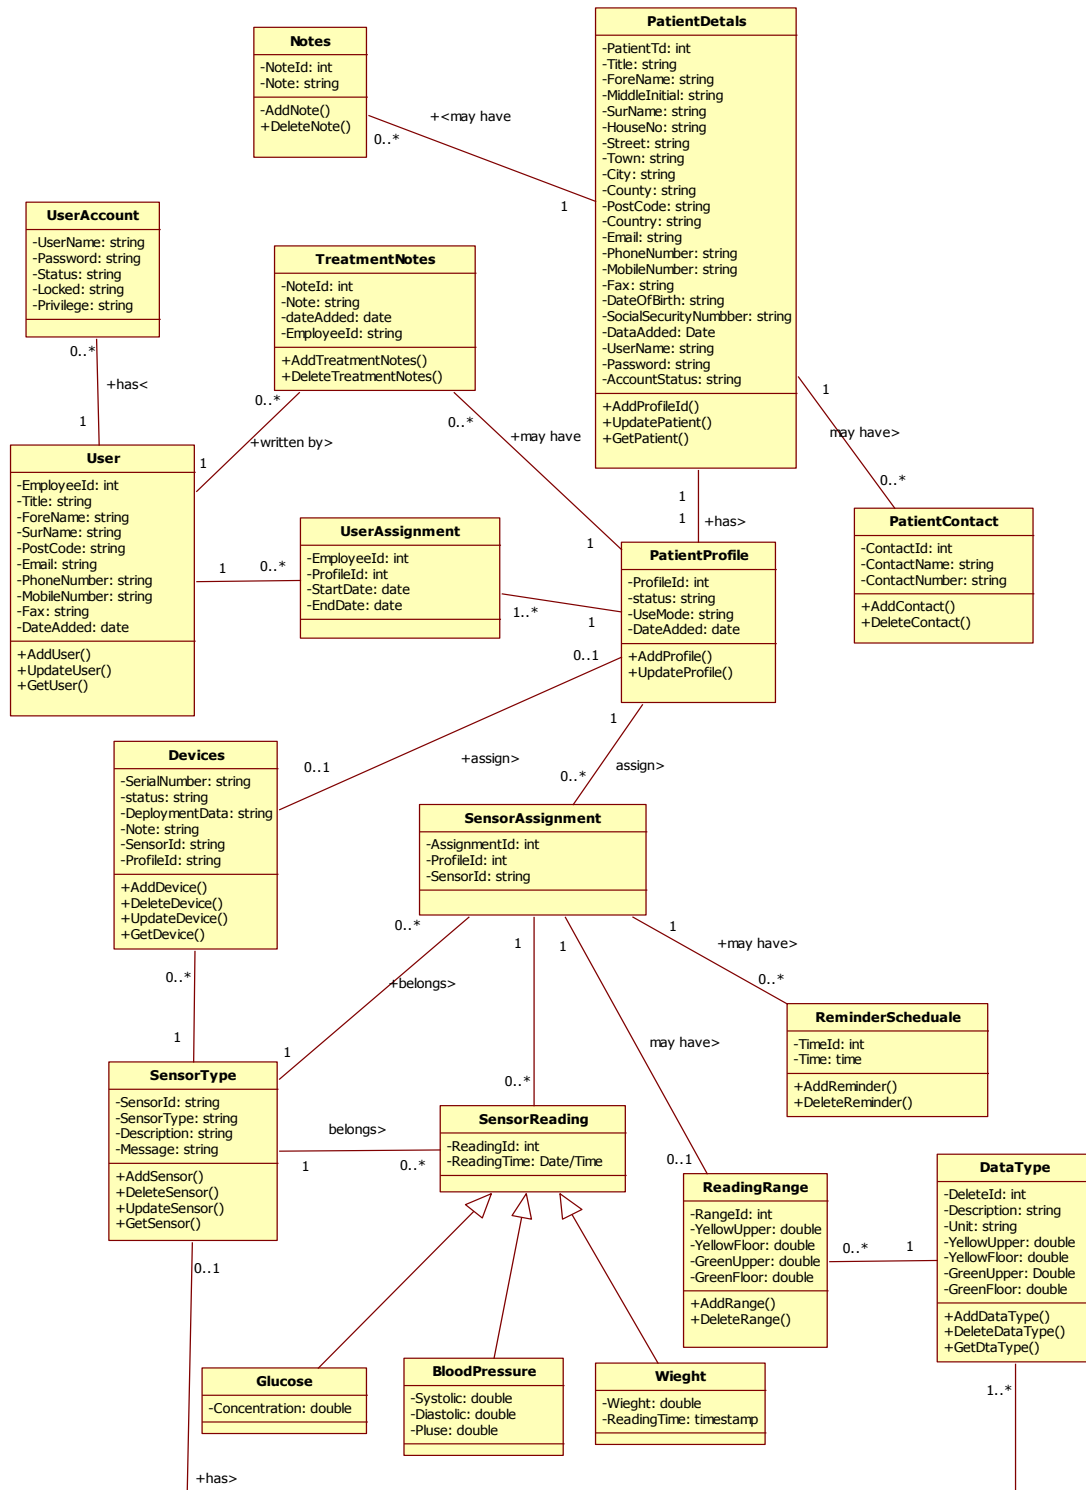 Notes
-NoteId: int
-Note: string
-AddNote()
+DeleteNote()
PatientDetals
-PatientTd: int
-Title: string
-ForeName: string
-MiddleInitial: string
-SurName: string
-HouseNo: string
-Street: string
-Town: string
-City: string
-County: string
-PostCode: string
-Country: string
-Email: string
-PhoneNumber: string
-MobileNumber: string
-Fax: string
-DateOfBirth: string
-SocialSecurityNumbber: string
-DataAdded: Date
-UserName: string
-Password: string
-AccountStatus: string
+AddProfileId()
+UpdatePatient()
+GetPatient()
+<may have
0..*
1
UserAccount
-UserName: string
-Password: string
-Status: string
-Locked: string
-Privilege: string
0..*
+has<
1
TreatmentNotes
-NoteId: int
-Note: string
-dateAdded: date
-EmployeeId: string
+AddTreatmentNotes()
+DeleteTreatmentNotes()
0..*
+written by>
1
0..*
+may have
1
1
may have>
0..*
User
-EmployeeId: int
-Title: string
-ForeName: string
-SurName: string
-PostCode: string
-Email: string
-PhoneNumber: string
-MobileNumber: string
-Fax: string
-DateAdded: date
+AddUser()
+UpdateUser()
+GetUser()
UserAssignment
-EmployeeId: int
-ProfileId: int
-StartDate: date
-EndDate: date
1
0..*
1..*
1
1
1
+has>
PatientProfile
-ProfileId: int
-status: string
-UseMode: string
-DateAdded: date
+AddProfile()
+UpdateProfile()
PatientContact
-ContactId: int
-ContactName: string
-ContactNumber: string
+AddContact()
+DeleteContact()
0..1
+assign>
0..1
1
assign>
0..*
Devices
-SerialNumber: string
-status: string
-DeploymentData: string
-Note: string
-SensorId: string
-ProfileId: string
+AddDevice()
+DeleteDevice()
+UpdateDevice()
+GetDevice()
SensorAssignment
-AssignmentId: int
-ProfileId: int
-SensorId: string
0..*
1
0..*
+belongs>
1
1
0..*
1
may have>
0..1
1
+may have>
0..*
ReminderScheduale
-TimeId: int
-Time: time
+AddReminder()
+DeleteReminder()
SensorType
-SensorId: string
-SensorType: string
-Description: string
-Message: string
+AddSensor()
+DeleteSensor()
+UpdateSensor()
+GetSensor()
belongs>
1
0..*
SensorReading
-ReadingId: int
-ReadingTime: Date/Time
ReadingRange
-RangeId: int
-YellowUpper: double
-YellowFloor: double
-GreenUpper: double
-GreenFloor: double
+AddRange()
+DeleteRange()
0..*
1
DataType
-DeleteId: int
-Description: string
-Unit: string
-YellowUpper: double
-YellowFloor: double
-GreenUpper: Double
-GreenFloor: double
+AddDataType()
+DeleteDataType()
+GetDtaType()
0..1
1..*
+has>
Glucose
-Concentration: double
BloodPressure
-Systolic: double
-Diastolic: double
-Pluse: double
Wieght
-Wieght: double
-ReadingTime: timestamp